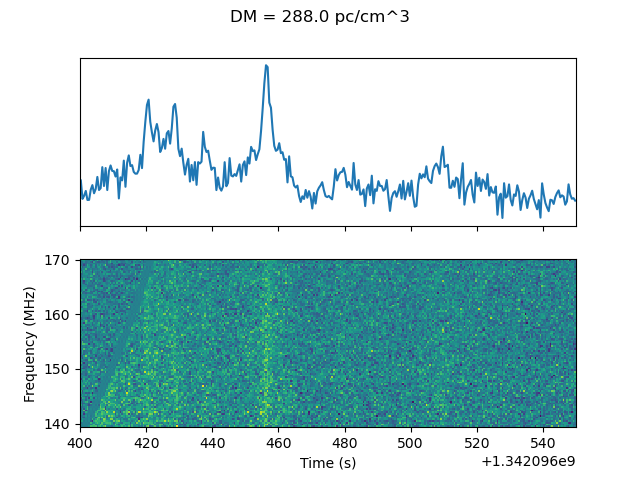 DM = 288.0 pc/cm^3
170
160
150
140
Frequency (MHz)
400 420 440 460 480 500 520 540
Time (s)
+1.342096e9